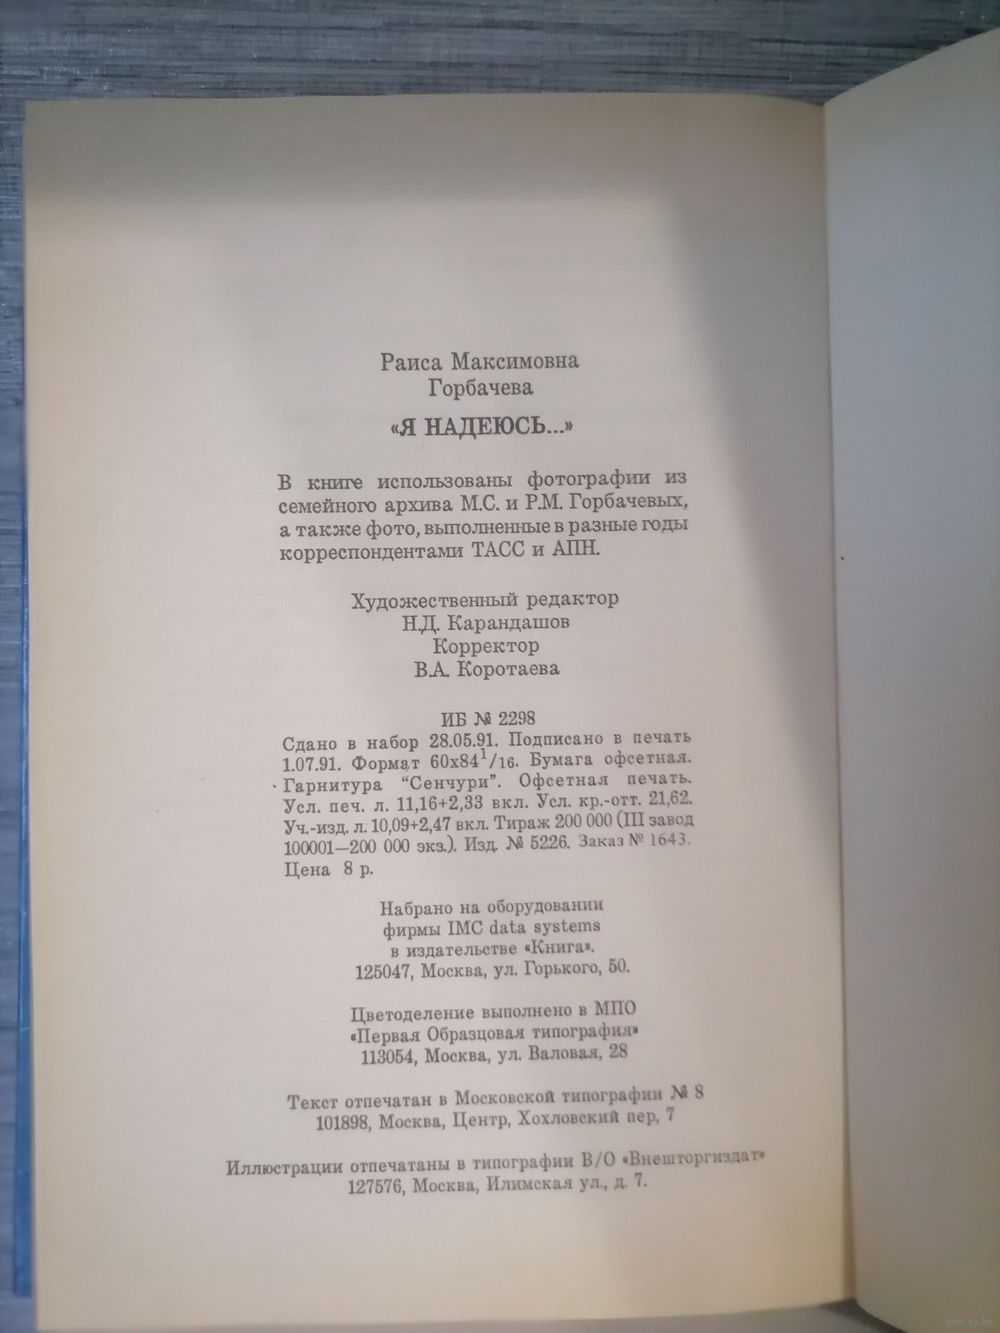 Раиса Максимовна
Горбачева
«Я НАДЕЮСЬ...»
В книге использованы фотографии из
семейного архива М.С. и Р.М. Горбачевых,
а также фото, выполненные в разные годы
корреспондентами ТАСС и АПН.
Художественный редактор
Н.Д. Карандашов
Корректор
В.А. Коротаева
ИБ № 2298
Сдано в набор 28.05.91. Подписано в печать
1.07.91. Формат 60x84 1/16. Бумага офсетная.
Гарнитура "Сенчури". Офсетная печать.
Усл. печ. л. 11,16+2,33 вкл. Усл. кр.-отт. 21,62.
Уч.-изд. л. 10,09+2,47 вкл. Тираж 200 000 (III завод
100001—200 000 экз.). Изд. № 5226. Заказ № 1643.
Цена 8 р.
Набрано на оборудовании
фирмы IMC data systems
в издательстве «Книга».
125047, Москва, ул. Горького, 50.
Цветоделение выполнено в МПО
«Первая Образцовая типография»
113054, Москва, ул. Валовая, 28
Текст отпечатан в Московской типографии № 8
101898, Москва, Центр, Хохловский пер, 7
Иллюстрации отпечатаны в типографии В/О «Внешторгиздат»
127576, Москва, Илимская ул., д. 7.
www.ay.by